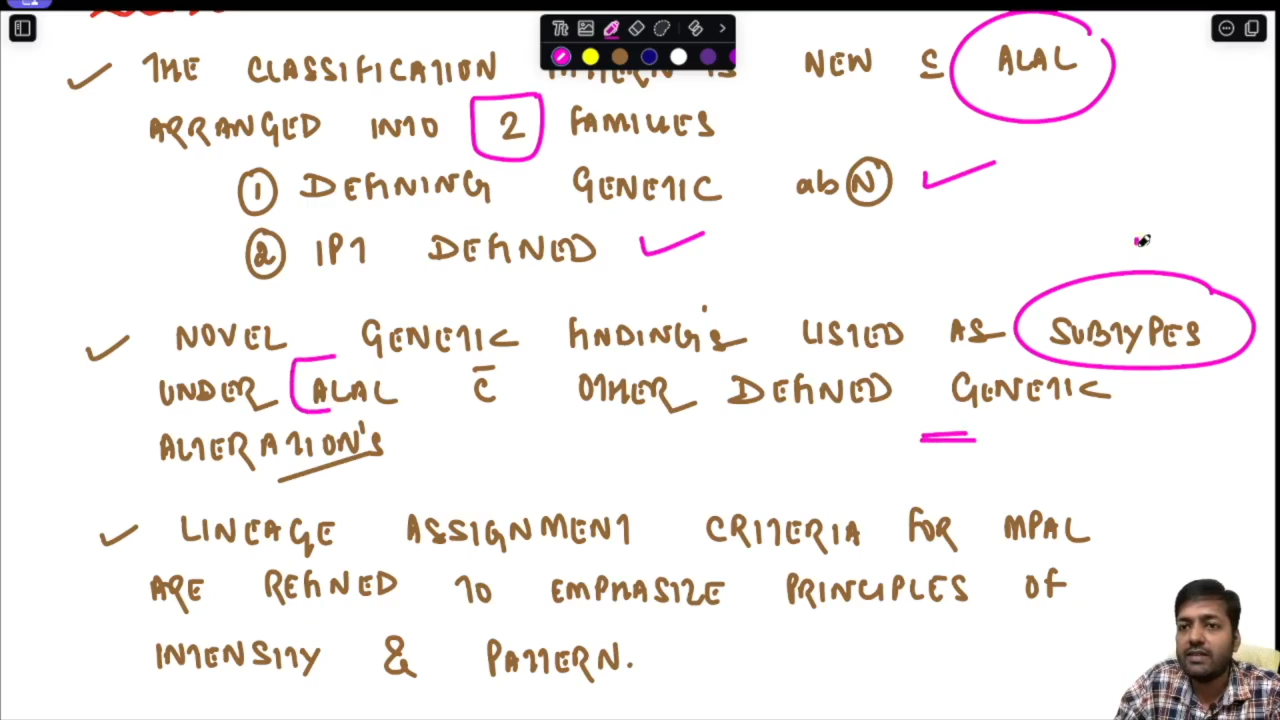 THE CLASSIFICATION IS NEW C ALAL
ARRANGED INTO 2 FAMILIES
1 DEFINING GENETIC abN
2 IPT DEFINED
NOVEL GENETIC FINDING'S LISTED AS SUBTYPES
UNDER ALAL C̅ OTHER DEFINED GENETIC
ALTERATION'S
LINEAGE ASSIGNMENT CRITERIA FOR MPAL
ARE REFINED TO EMPHASIZE PRINCIPLES OF
INTENSITY & PATTERN.